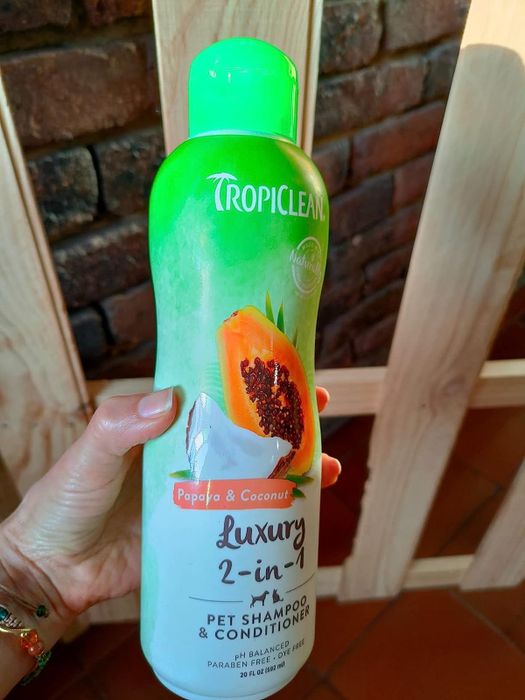 TROPICLEAN
Naturally
Papaya & Coconut
Luxury
2-in-1
PET SHAMPOO
& CONDITIONER
pH BALANCED
PARABEN FREE • DYE FREE
20 FL OZ (592 mL)